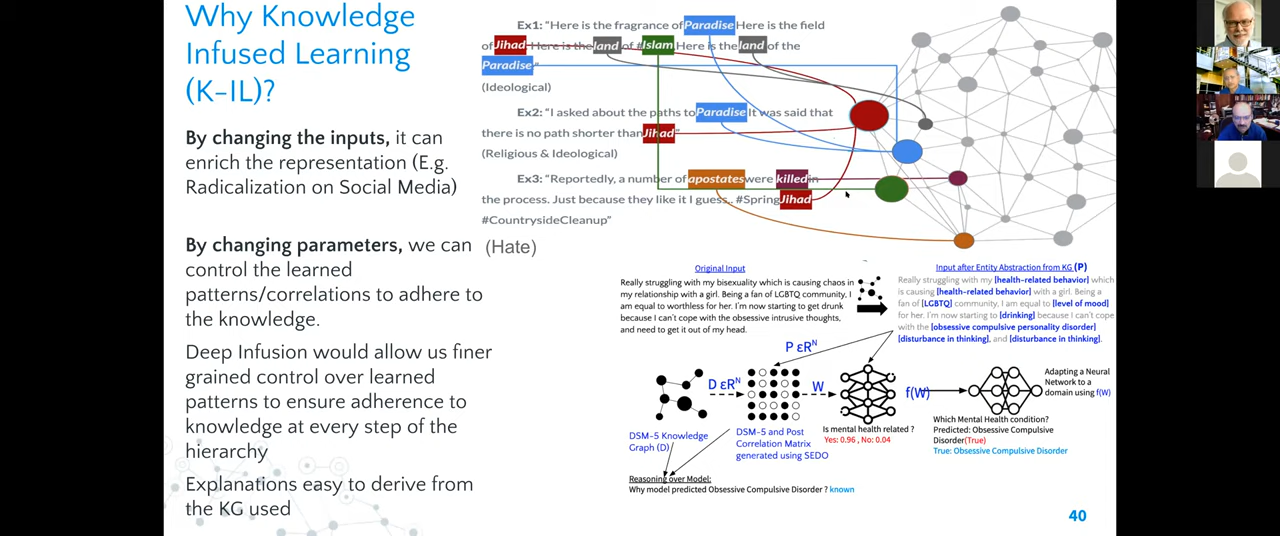 Why Knowledge
Infused Learning
(K-IL)?
By changing the inputs, it can
enrich the representation (E.g.
Radicalization on Social Media)
By changing parameters, we can
control the learned
patterns/correlations to adhere to
the knowledge.
Deep Infusion would allow us finer
grained control over learned
patterns to ensure adherence to
knowledge at every step of the
hierarchy
Explanations easy to derive from
the KG used
Ex1: "Here is the fragrance of Paradise Here is the field
of Jihad Here is the land of #Islam Here is the land of the
Paradise"
(Ideological)
Ex2: "I asked about the paths to Paradise It was said that
there is no path shorter than Jihad"
(Religious & Ideological)
Ex3: "Reportedly, a number of apostates were killed in
the process. Just because they like it I guess.. #Spring Jihad
#CountrysideCleanup"
(Hate)
Original Input
Really struggling with my bisexuality which is causing chaos in
my relationship with a girl. Being a fan of LGBTQ community, I
am equal to worthless for her. I'm now starting to get drunk
because I can't cope with the obsessive intrusive thoughts,
and need to get it out of my head.
Input after Entity Abstraction from KG (P)
Really struggling with my [health-related behavior] which
is causing [health-related behavior] with a girl. Being a
fan of [LGBTQ] community, I am equal to [level of mood]
for her. I'm now starting to [drinking] because I can't cope
with the [obsessive compulsive personality disorder]
[disturbance in thinking], and [disturbance in thinking].
P εRᴺ
D εRᴺ
W
f(W)
Adapting a Neural
Network to a
domain using f(W)
DSM-5 Knowledge
Graph (D)
DSM-5 and Post
Correlation Matrix
generated using SEDO
Is mental health related ?
Yes: 0.96 , No: 0.04
Which Mental Health condition?
Predicted: Obsessive Compulsive
Disorder(True)
True: Obsessive Compulsive Disorder
Reasoning over Model:
Why model predicted Obsessive Compulsive Disorder ? known
40